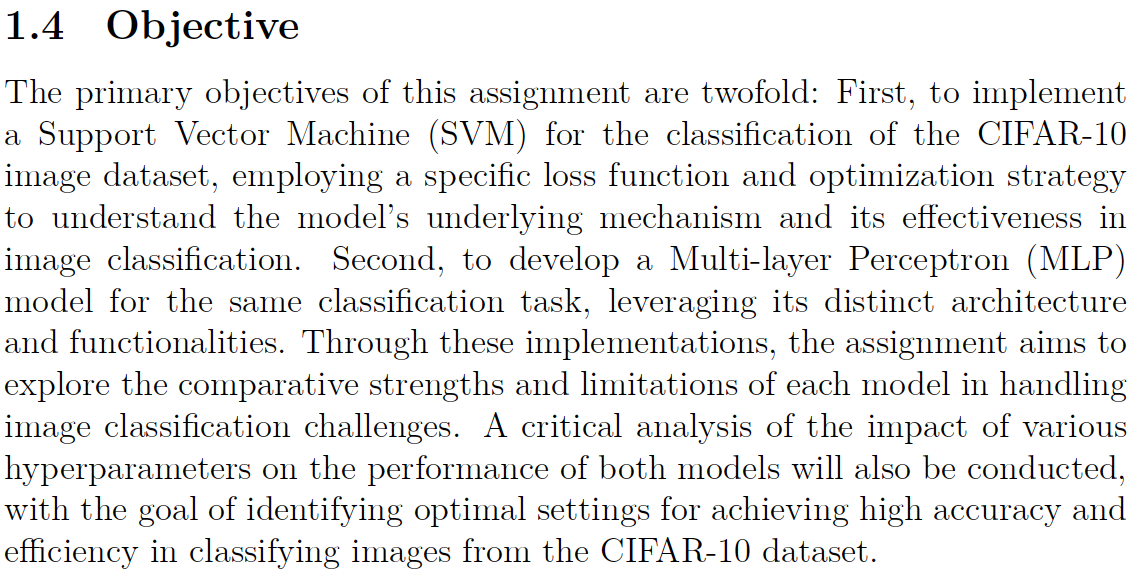 1.4 Objective
The primary objectives of this assignment are twofold: First, to implement
a Support Vector Machine (SVM) for the classification of the CIFAR-10
image dataset, employing a specific loss function and optimization strategy
to understand the model's underlying mechanism and its effectiveness in
image classification. Second, to develop a Multi-layer Perceptron (MLP)
model for the same classification task, leveraging its distinct architecture
and functionalities. Through these implementations, the assignment aims to
explore the comparative strengths and limitations of each model in handling
image classification challenges. A critical analysis of the impact of various
hyperparameters on the performance of both models will also be conducted,
with the goal of identifying optimal settings for achieving high accuracy and
efficiency in classifying images from the CIFAR-10 dataset.